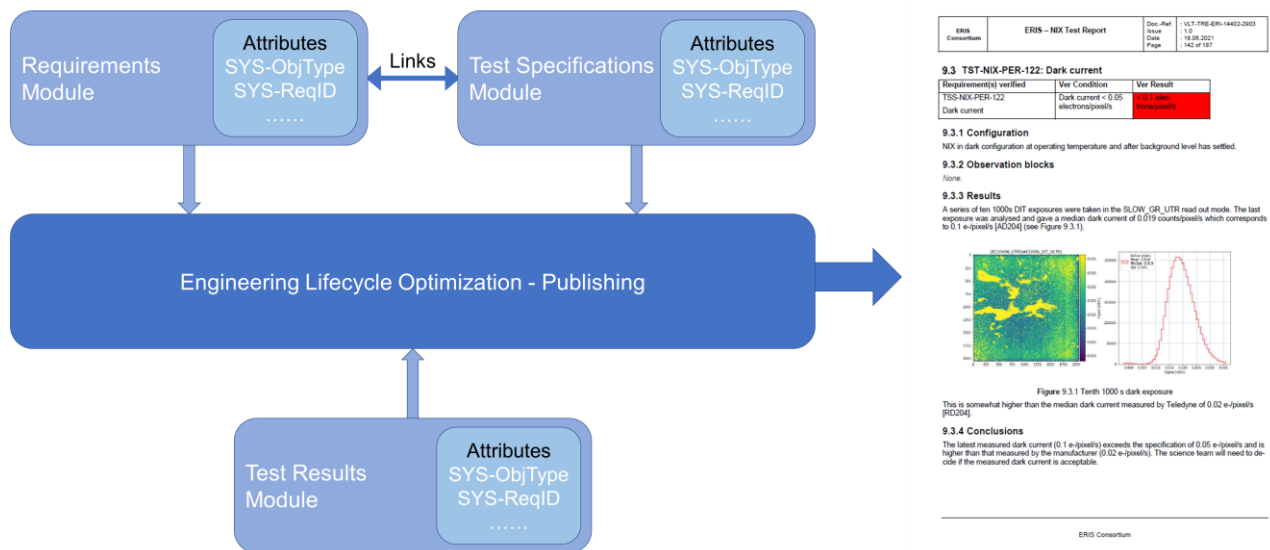 Requirements
Module
Attributes
SYS-ObjType
SYS-ReqID
......
Links
Test Specifications
Module
Attributes
SYS-ObjType
SYS-ReqID
......
Engineering Lifecycle Optimization - Publishing
Test Results
Module
Attributes
SYS-ObjType
SYS-ReqID
......
ERIS
Consortium
ERIS – NIX Test Report
Doc.-Ref. : VLT-TRE-ERI-14402-2903
Issue : 1.0
Date : 18.06.2021
Page : 142 of 187
9.3 TST-NIX-PER-122: Dark current
Requirement(s) verified Ver Condition Ver Result
TSS-NIX-PER-122
Dark current
Dark current < 0.05
electrons/pixel/s
< 0.1 elec-
trons/pixel/s
9.3.1 Configuration
NIX in dark configuration at operating temperature and after background level has settled.
9.3.2 Observation blocks
None.
9.3.3 Results
A series of ten 1000s DIT exposures were taken in the SLOW_GR_UTR read out mode. The last
exposure was analysed and gave a median dark current of 0.019 counts/pixel/s which corresponds
to 0.1 e-/pixel/s [AD204] (see Figure 9.3.1).
Figure 9.3.1 Tenth 1000 s dark exposure
This is somewhat higher than the median dark current measured by Teledyne of 0.02 e-/pixel/s
[RD204].
9.3.4 Conclusions
The latest measured dark current (0.1 e-/pixel/s) exceeds the specification of 0.05 e-/pixel/s and is
higher than that measured by the manufacturer (0.02 e-/pixel/s). The science team will need to de-
cide if the measured dark current is acceptable.
ERIS Consortium